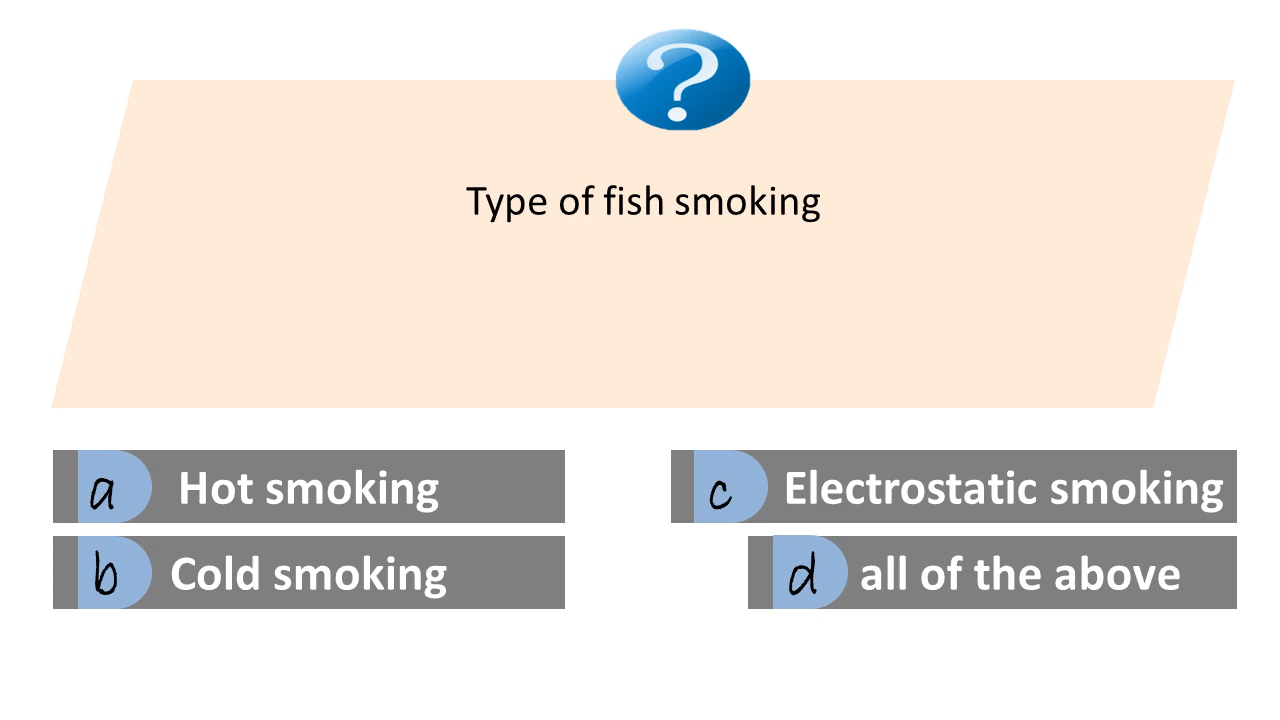 ?
Type of fish smoking
a Hot smoking
b Cold smoking
c Electrostatic smoking
d all of the above